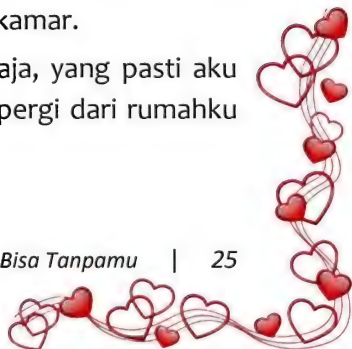 kamar.
aja, yang pasti aku
pergi dari rumahku
Bisa Tanpamu | 25